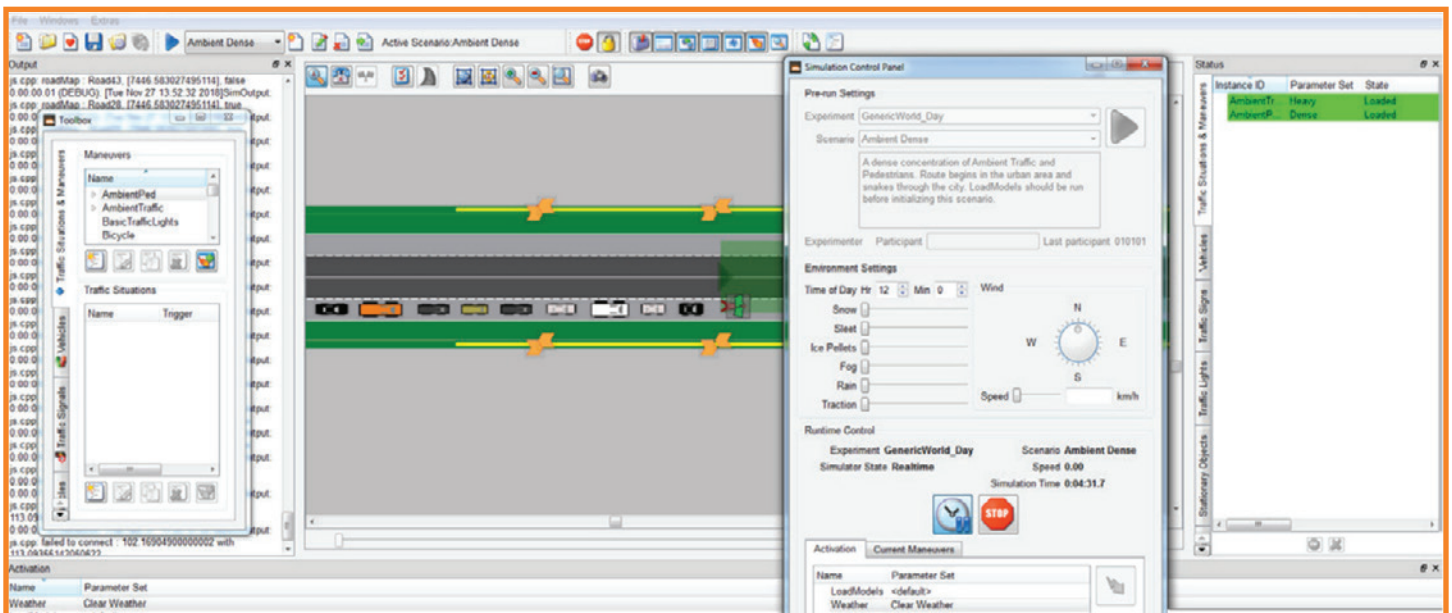 File Windows Extras
Ambient Dense
Active Scenario:Ambient Dense
Output
js.cpp: roadMap : Road43, [7446.583027495114], false
0:00:00.01 (DEBUG): [Tue Nov 27 13:52:32 2018]SimOutput:
js.cpp: roadMap : Road28, [7446.583027495114], true
Toolbox
Traffic Situations & Maneuvers
Vehicles
Traffic Signals
Maneuvers
Name
AmbientPed
AmbientTraffic
BasicTrafficLights
Bicycle
Traffic Situations
Name Trigger
js.cpp: failed to connect : 102.16904900000002 with
Simulation Control Panel
Pre-run Settings
Experiment GenericWorld_Day
Scenario Ambient Dense
A dense concentration of Ambient Traffic and
Pedestrians. Route begins in the urban area and
snakes through the city. LoadModels should be run
before initializing this scenario.
Experimenter Participant Last participant 010101
Environment Settings
Time of Day Hr 12 Min 0
Snow
Sleet
Ice Pellets
Fog
Rain
Traction
Wind
N
W E
S
Speed km/h
Runtime Control
Experiment GenericWorld_Day Scenario Ambient Dense
Simulator State Realtime Speed 0.00
Simulation Time 0:04:31.7
STOP
Activation Current Maneuvers
Name Parameter Set
LoadModels <default>
Weather Clear Weather
Status
Instance ID Parameter Set State
AmbientTr... Heavy Loaded
AmbientP... Dense Loaded
Traffic Situations & Maneuvers
Vehicles
Traffic Signs
Traffic Lights
Stationary Objects
Activation
Name Parameter Set
Weather Clear Weather